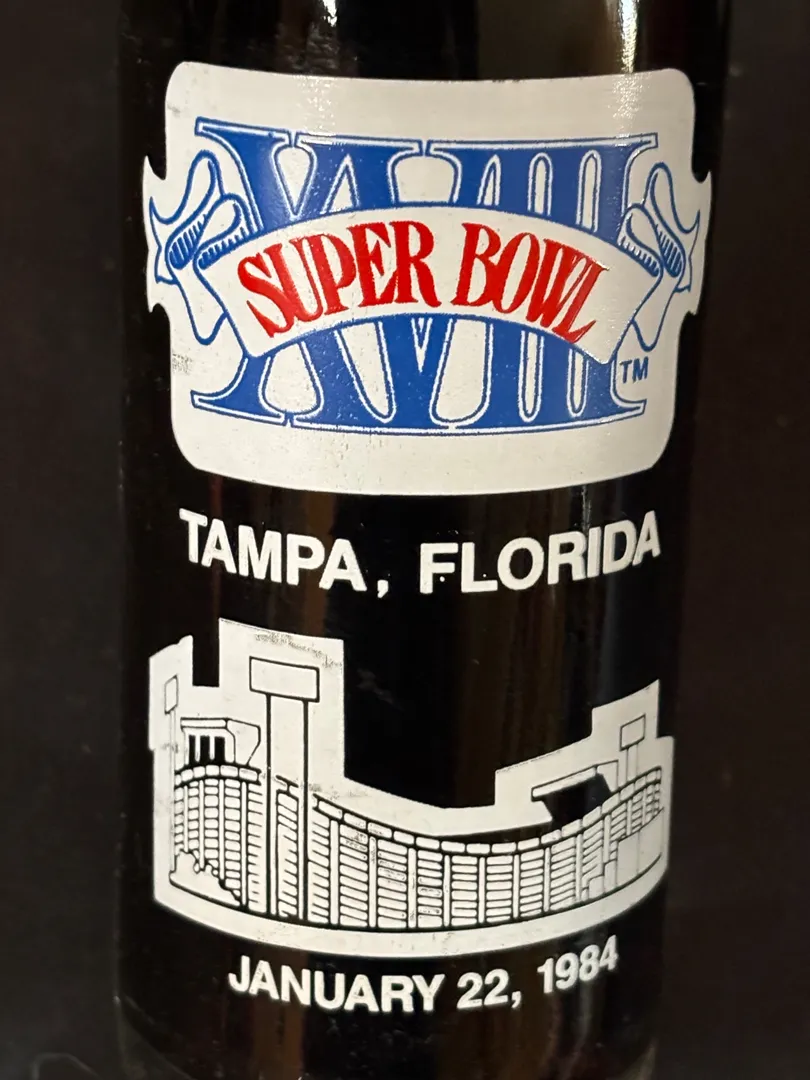 XVIII
SUPER BOWL
TM
TAMPA, FLORIDA
JANUARY 22, 1984